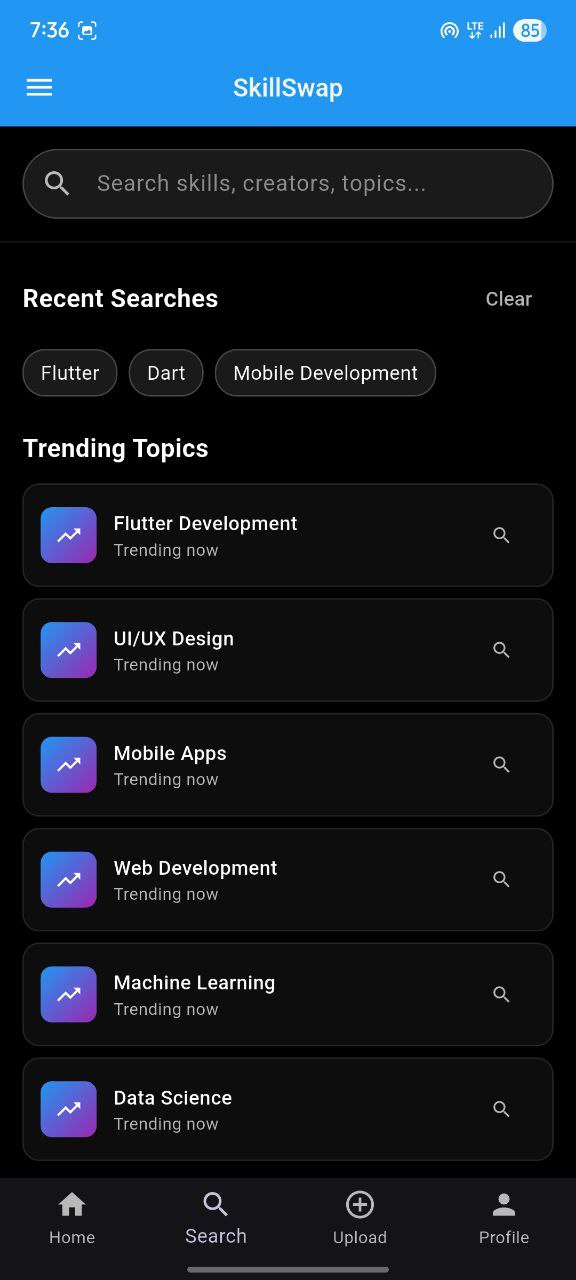 7:36
LTE
85
SkillSwap
Search skills, creators, topics...
Recent Searches
Clear
Flutter
Dart
Mobile Development
Trending Topics
Flutter Development
Trending now
UI/UX Design
Trending now
Mobile Apps
Trending now
Web Development
Trending now
Machine Learning
Trending now
Data Science
Trending now
Home
Search
Upload
Profile